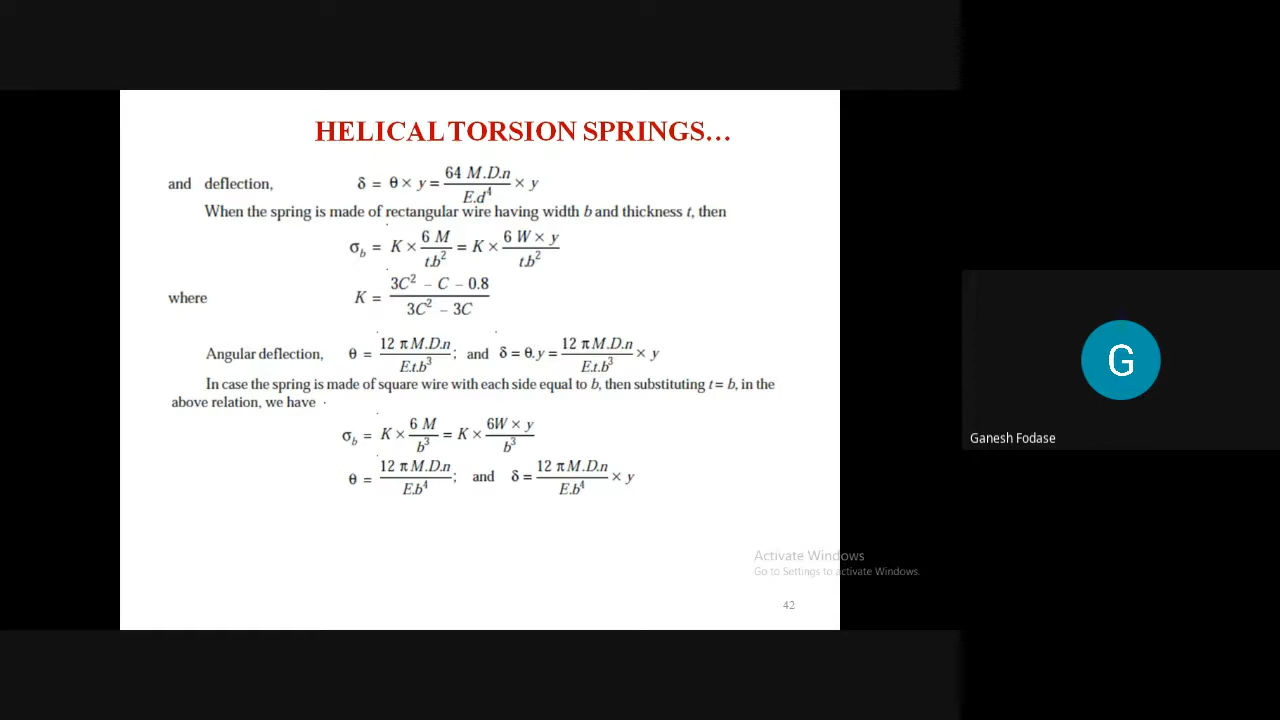 HELICAL TORSION SPRINGS…
and deflection, δ = θ × y = 64 M.D.n / E.d⁴ × y
When the spring is made of rectangular wire having width b and thickness t, then
σb = K × 6 M / t.b² = K × 6 W × y / t.b²
where K = 3C² – C – 0.8 / 3C² – 3C
Angular deflection, θ = 12 π M.D.n / E.t.b³; and δ = θ.y = 12 π M.D.n / E.t.b³ × y
In case the spring is made of square wire with each side equal to b, then substituting t = b, in the
above relation, we have
σb = K × 6 M / b³ = K × 6W × y / b³
θ = 12 π M.D.n / E.b⁴; and δ = 12 π M.D.n / E.b⁴ × y
G
Ganesh Fodase
Activate Windows
Go to Settings to activate Windows.
42